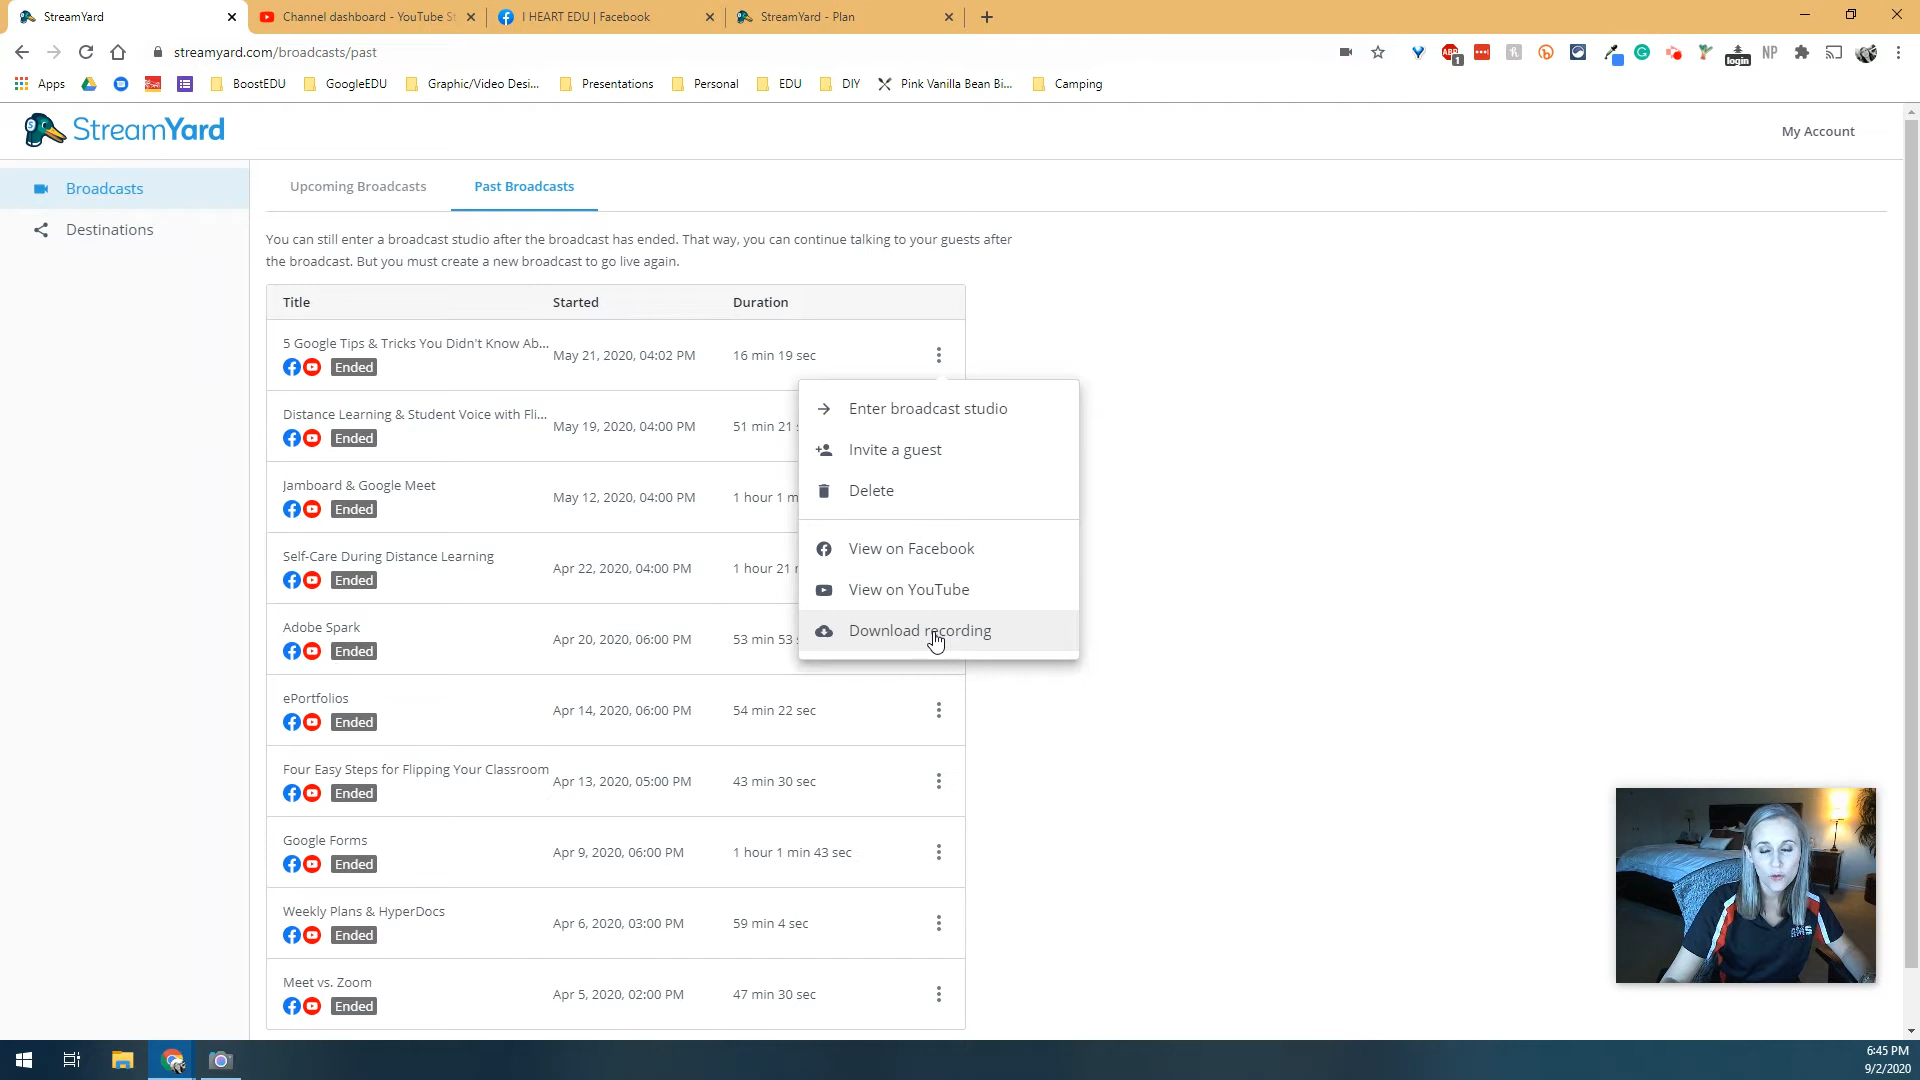 StreamYard
Channel dashboard - YouTube St
I HEART EDU | Facebook
StreamYard - Plan
streamyard.com/broadcasts/past
ABP
1
login
NP
Apps
BoostEDU
GoogleEDU
Graphic/Video Desi...
Presentations
Personal
EDU
DIY
Pink Vanilla Bean Bi...
Camping
StreamYard
My Account
Broadcasts
Destinations
Upcoming Broadcasts
Past Broadcasts
You can still enter a broadcast studio after the broadcast has ended. That way, you can continue talking to your guests after
the broadcast. But you must create a new broadcast to go live again.
Title Started Duration
5 Google Tips & Tricks You Didn't Know Ab...
Ended
May 21, 2020, 04:02 PM
16 min 19 sec
Distance Learning & Student Voice with Fli...
Ended
May 19, 2020, 04:00 PM
51 min 21 s
Jamboard & Google Meet
Ended
May 12, 2020, 04:00 PM
1 hour 1 m
Self-Care During Distance Learning
Ended
Apr 22, 2020, 04:00 PM
1 hour 21 m
Adobe Spark
Ended
Apr 20, 2020, 06:00 PM
53 min 53 s
Enter broadcast studio
Invite a guest
Delete
View on Facebook
View on YouTube
Download recording
ePortfolios
Ended
Apr 14, 2020, 06:00 PM
54 min 22 sec
Four Easy Steps for Flipping Your Classroom
Ended
Apr 13, 2020, 05:00 PM
43 min 30 sec
Google Forms
Ended
Apr 9, 2020, 06:00 PM
1 hour 1 min 43 sec
Weekly Plans & HyperDocs
Ended
Apr 6, 2020, 03:00 PM
59 min 4 sec
Meet vs. Zoom
Ended
Apr 5, 2020, 02:00 PM
47 min 30 sec
6:45 PM
9/2/2020